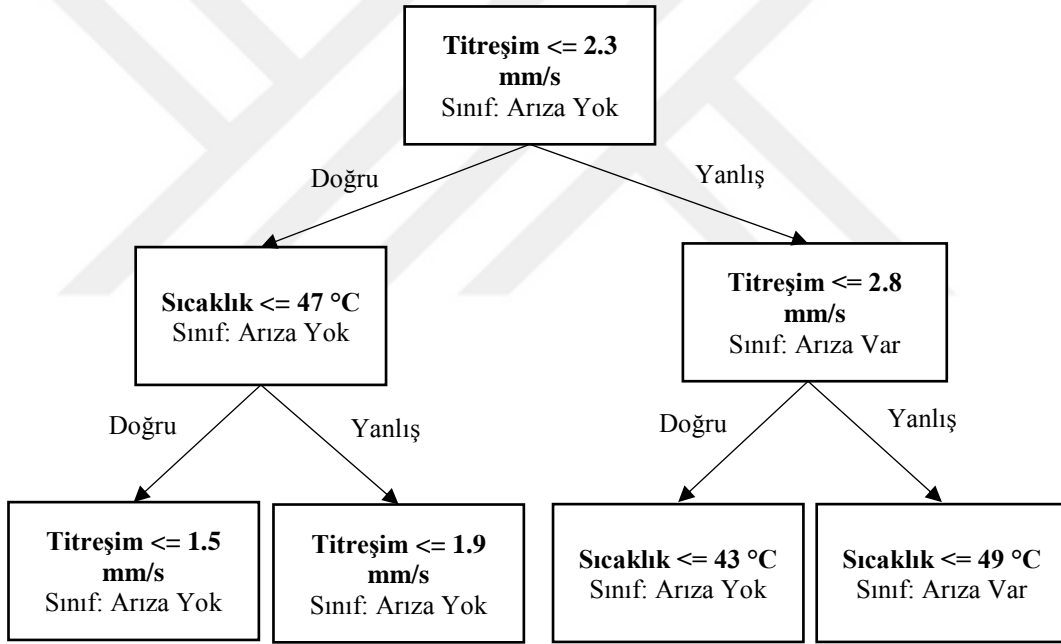 Titreşim <= 2.3
mm/s
Sınıf: Arıza Yok
Doğru
Yanlış
Sıcaklık <= 47 °C
Sınıf: Arıza Yok
Titreşim <= 2.8
mm/s
Sınıf: Arıza Var
Doğru
Yanlış
Doğru
Yanlış
Titreşim <= 1.5
mm/s
Sınıf: Arıza Yok
Titreşim <= 1.9
mm/s
Sınıf: Arıza Yok
Sıcaklık <= 43 °C
Sınıf: Arıza Yok
Sıcaklık <= 49 °C
Sınıf: Arıza Var